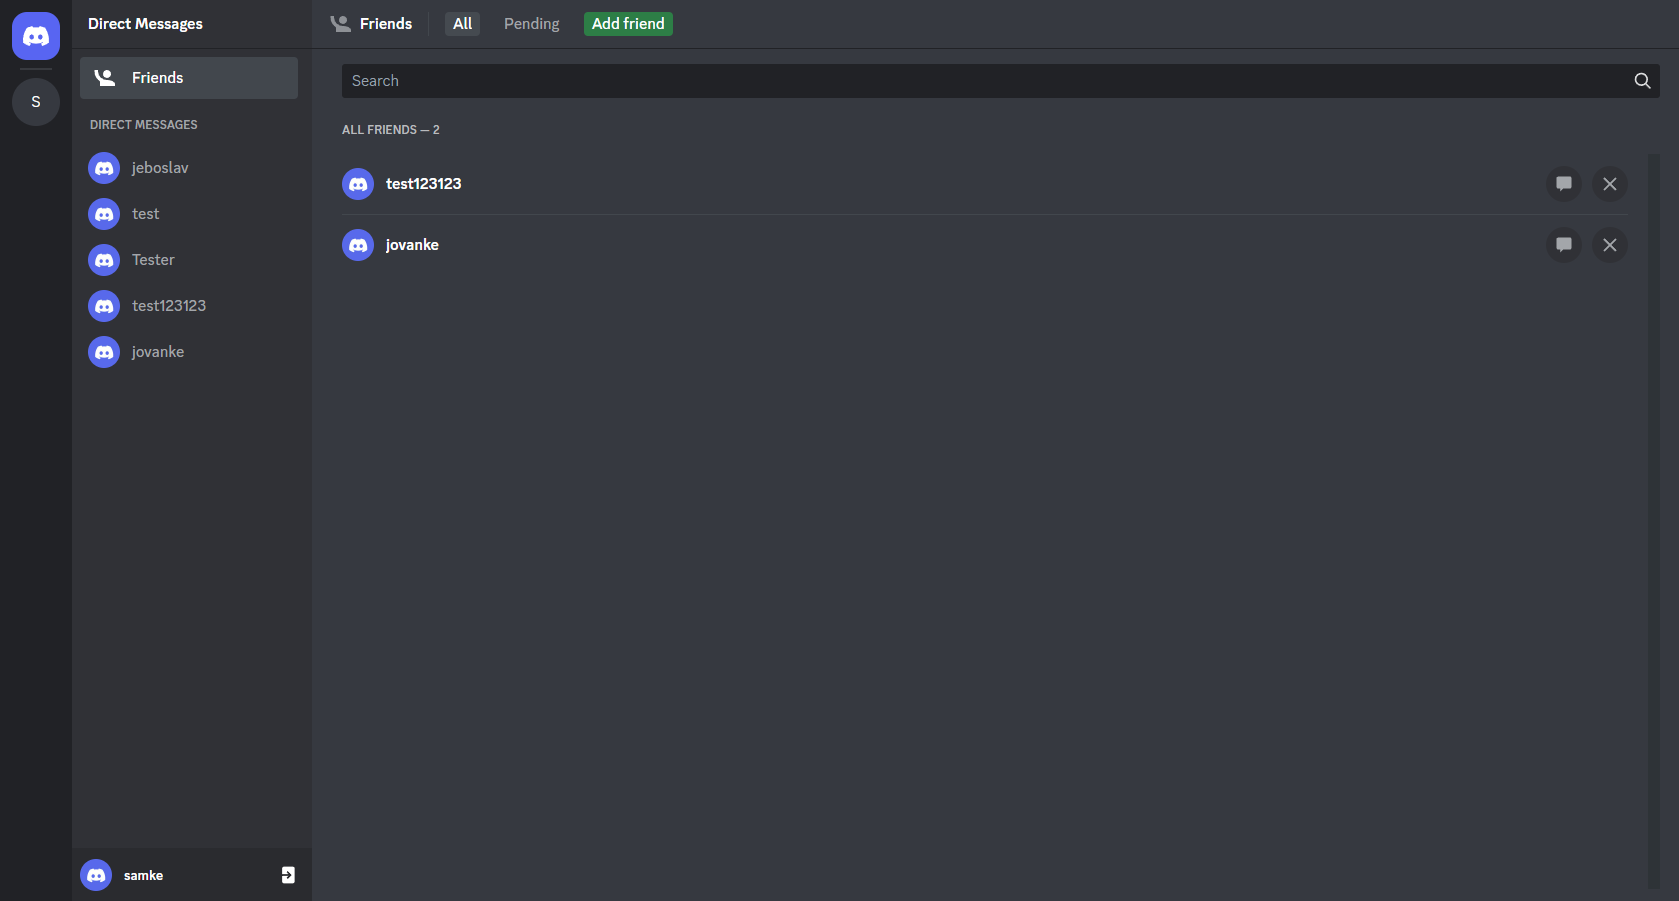 Direct Messages
Friends
All
Pending
Add friend
S
Friends
DIRECT MESSAGES
jeboslav
test
Tester
test123123
jovanke
samke
Search
ALL FRIENDS — 2
test123123
jovanke